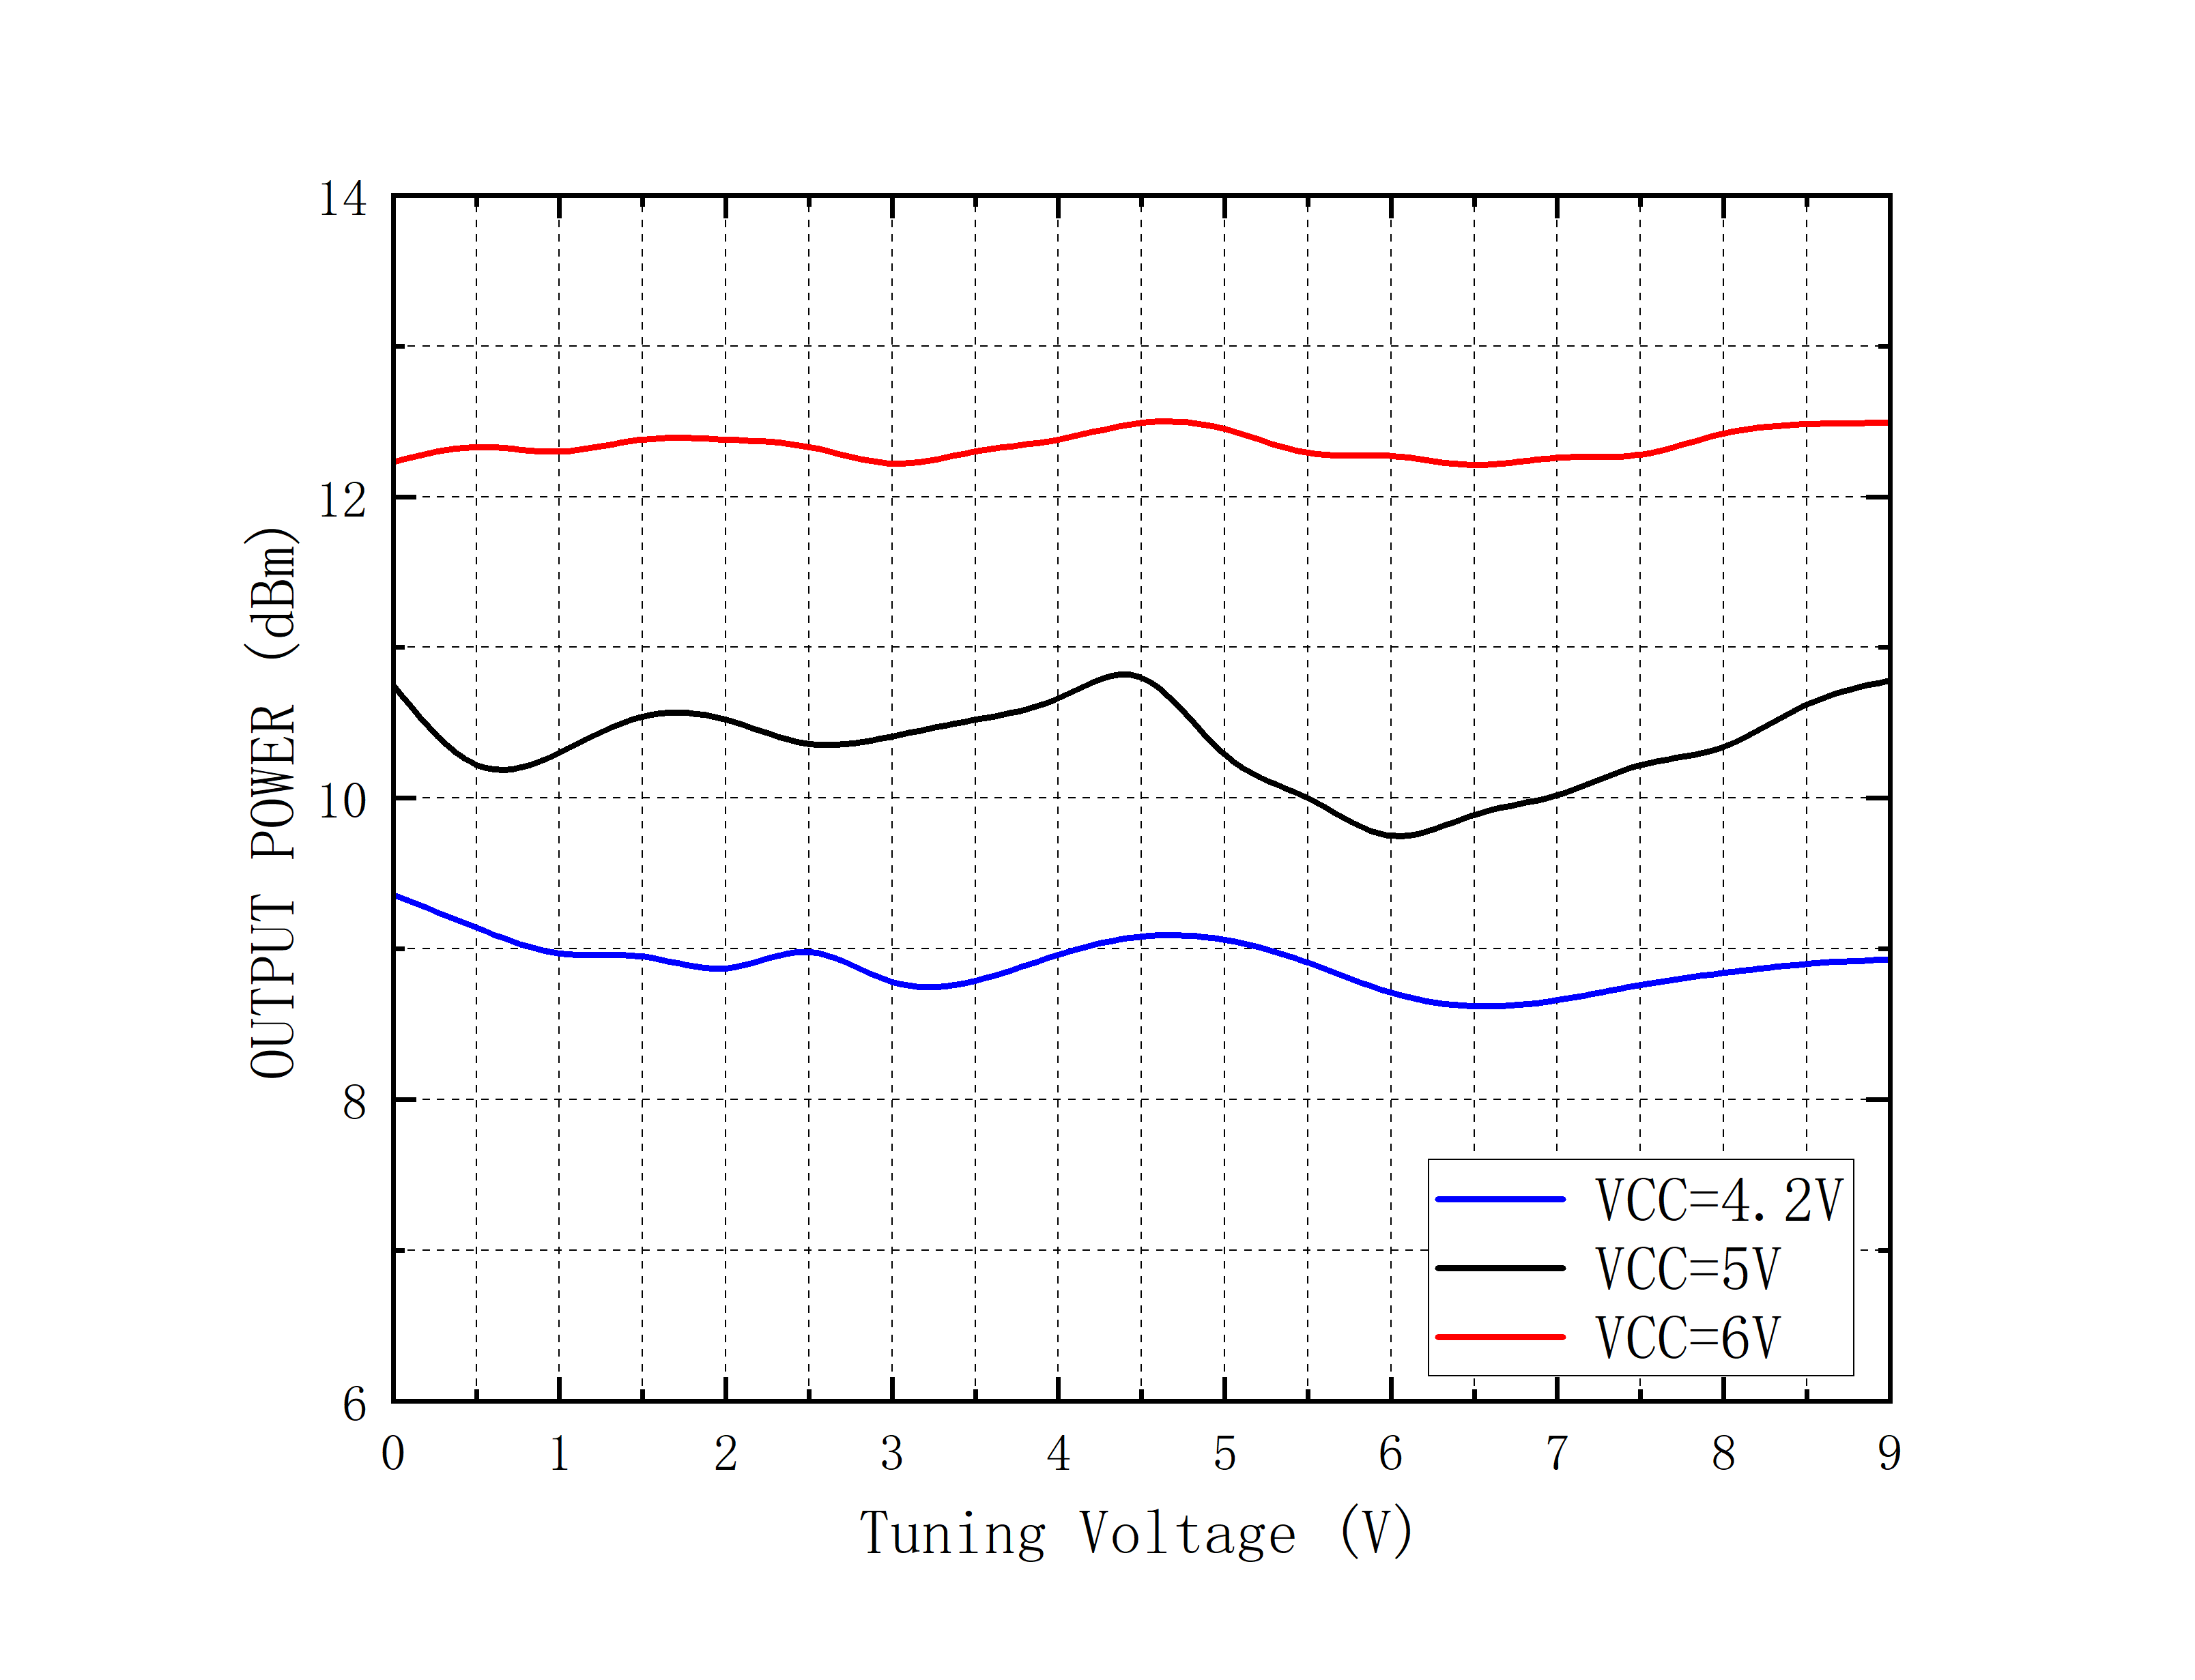 14
12
10
8
6
OUTPUT POWER (dBm)
VCC=4.2V
VCC=5V
VCC=6V
0 1 2 3 4 5 6 7 8 9
Tuning Voltage (V)